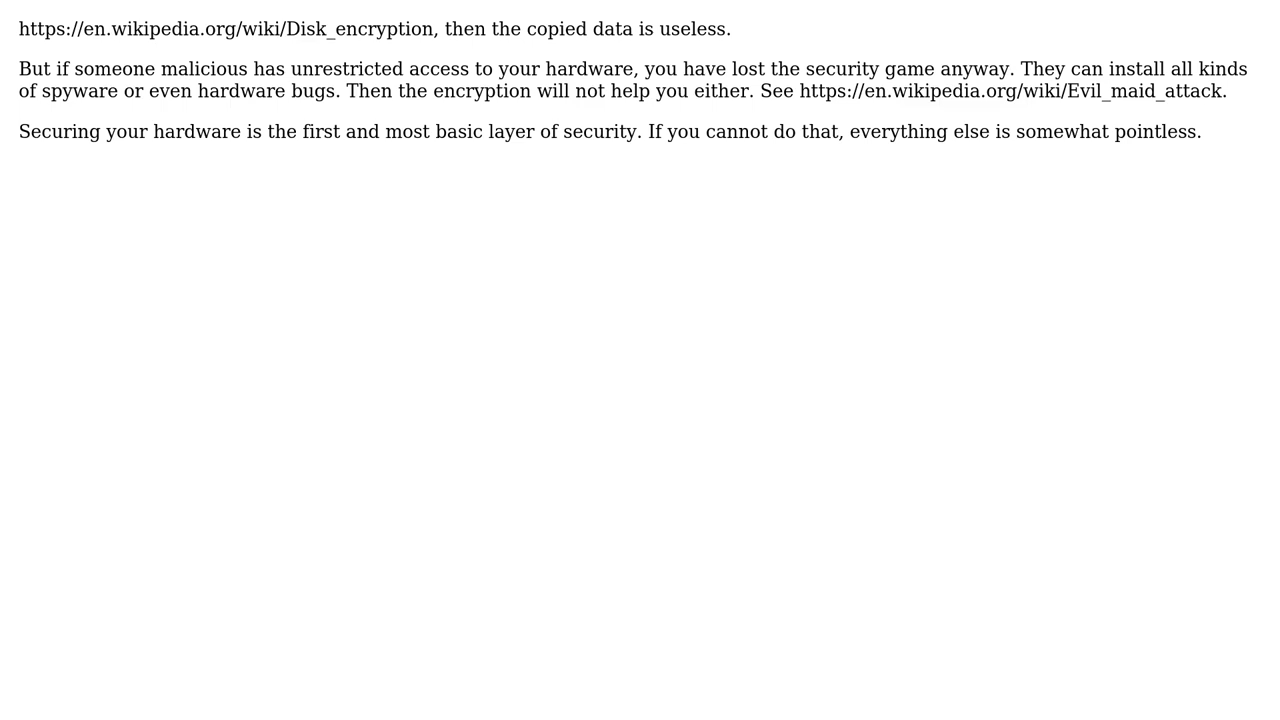 https://en.wikipedia.org/wiki/Disk_encryption, then the copied data is useless.
But if someone malicious has unrestricted access to your hardware, you have lost the security game anyway. They can install all kinds
of spyware or even hardware bugs. Then the encryption will not help you either. See https://en.wikipedia.org/wiki/Evil_maid_attack.
Securing your hardware is the first and most basic layer of security. If you cannot do that, everything else is somewhat pointless.